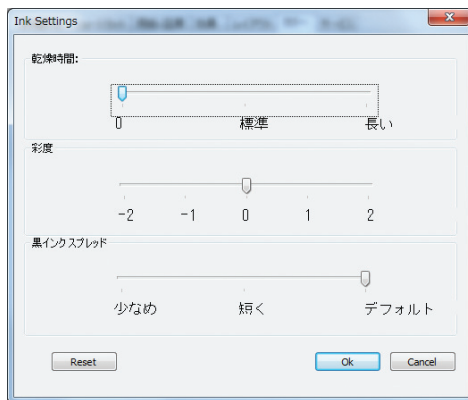 Ink Settings
乾燥時間:
0 標準 長い
彩度
-2 -1 0 1 2
黒インクスプレッド
少なめ 短く デフォルト
Reset Ok Cancel